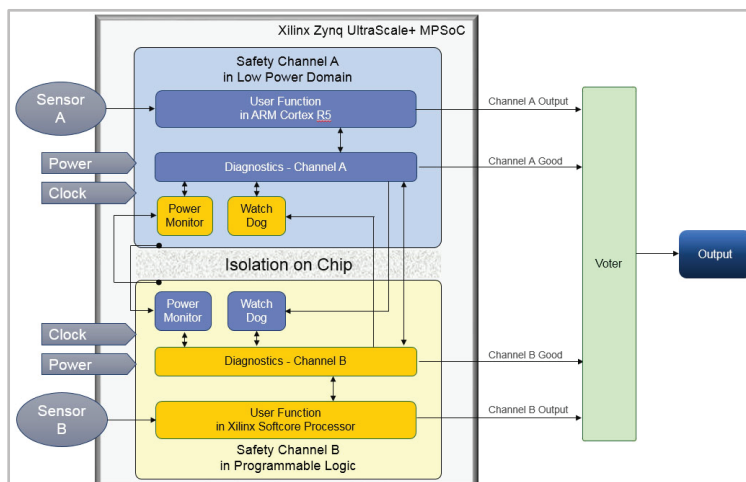 Xilinx Zynq UltraScale+ MPSoC
Safety Channel A
in Low Power Domain
Sensor
A
User Function
in ARM Cortex R5
Channel A Output
Power
Diagnostics - Channel A
Channel A Good
Clock
Power
Monitor
Watch
Dog
Isolation on Chip
Voter
Output
Power
Monitor
Watch
Dog
Clock
Power
Diagnostics - Channel B
Channel B Good
Sensor
B
User Function
in Xilinx Softcore Processor
Channel B Output
Safety Channel B
in Programmable Logic